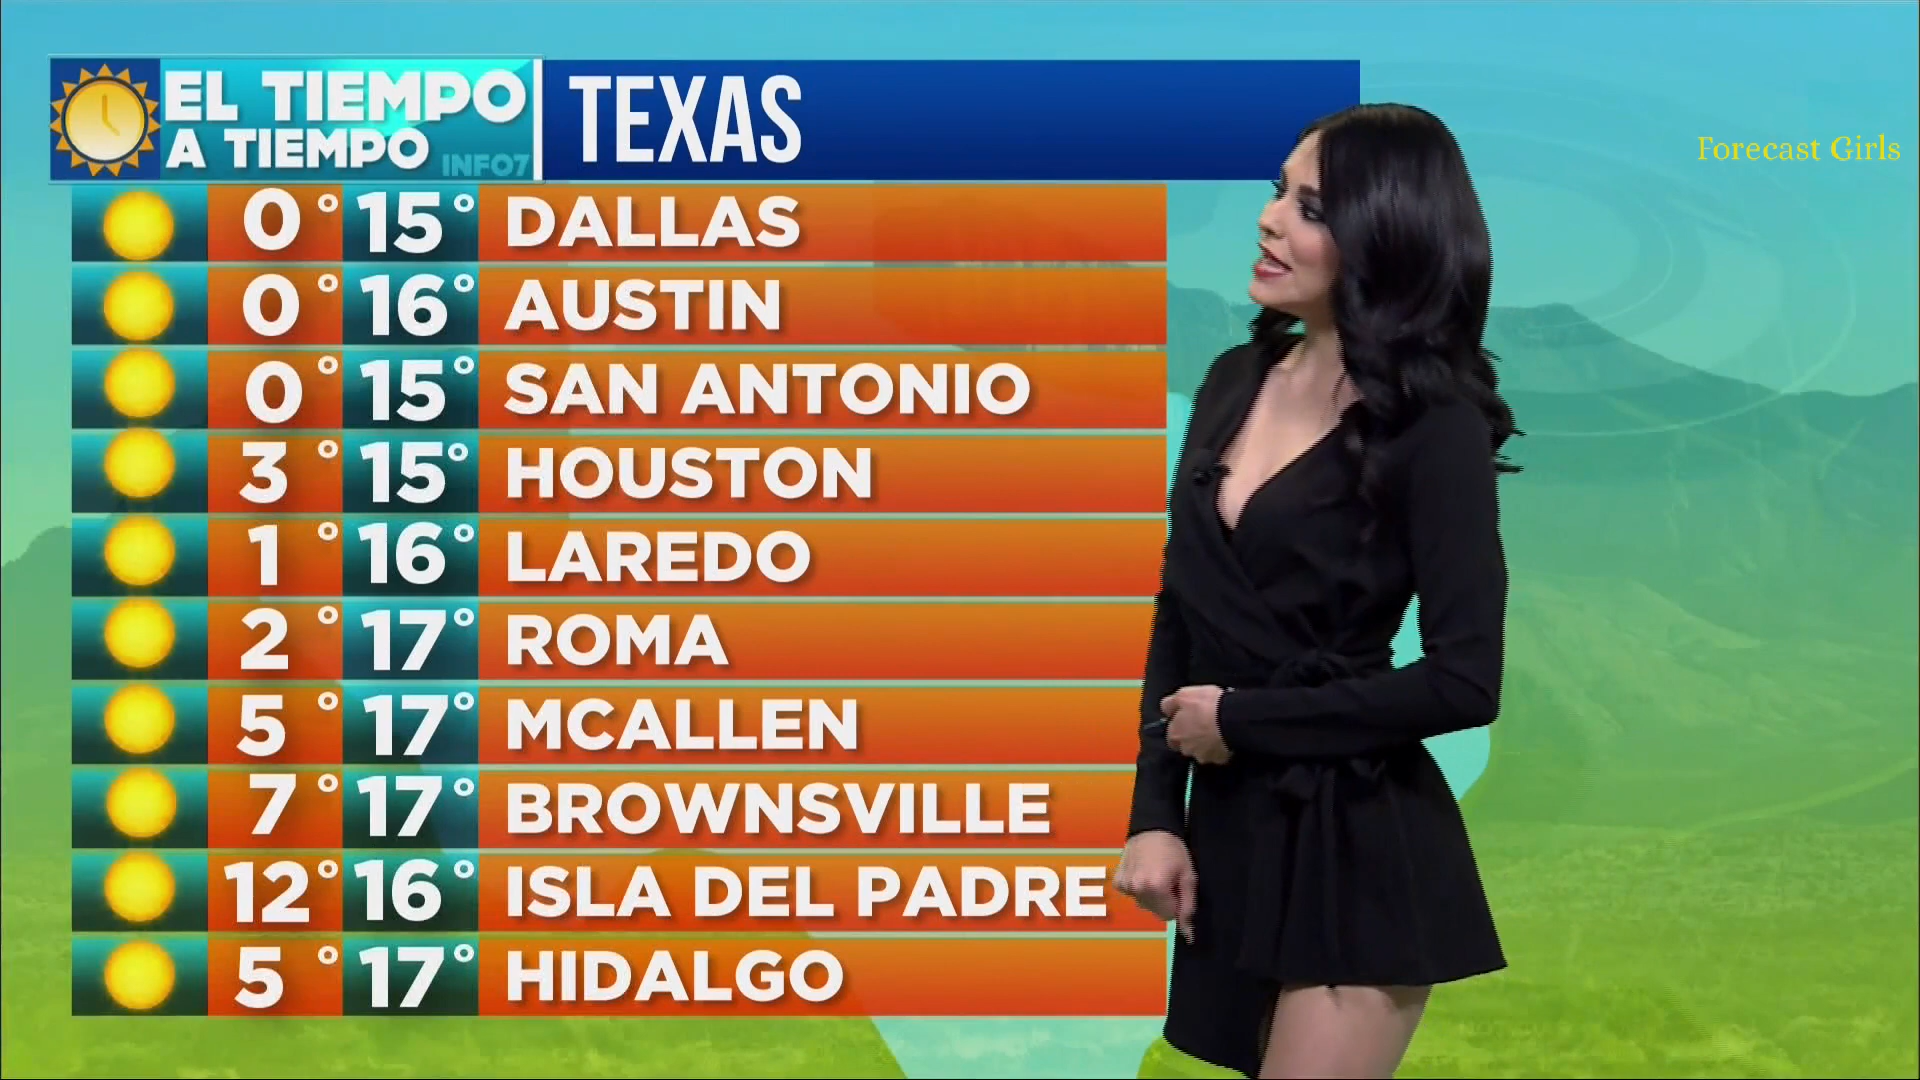 EL TIEMPO
A TIEMPO
INFO7
TEXAS
Forecast Girls
0° 15° DALLAS
0° 16° AUSTIN
0° 15° SAN ANTONIO
3° 15° HOUSTON
1° 16° LAREDO
2° 17° ROMA
5° 17° MCALLEN
7° 17° BROWNSVILLE
12° 16° ISLA DEL PADRE
5° 17° HIDALGO